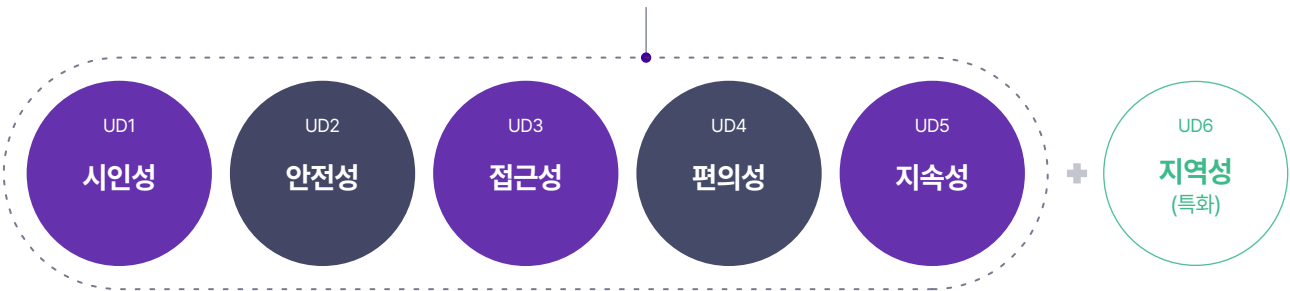 UD1
시인성
UD2
안전성
UD3
접근성
UD4
편의성
UD5
지속성
UD6
지역성
(특화)